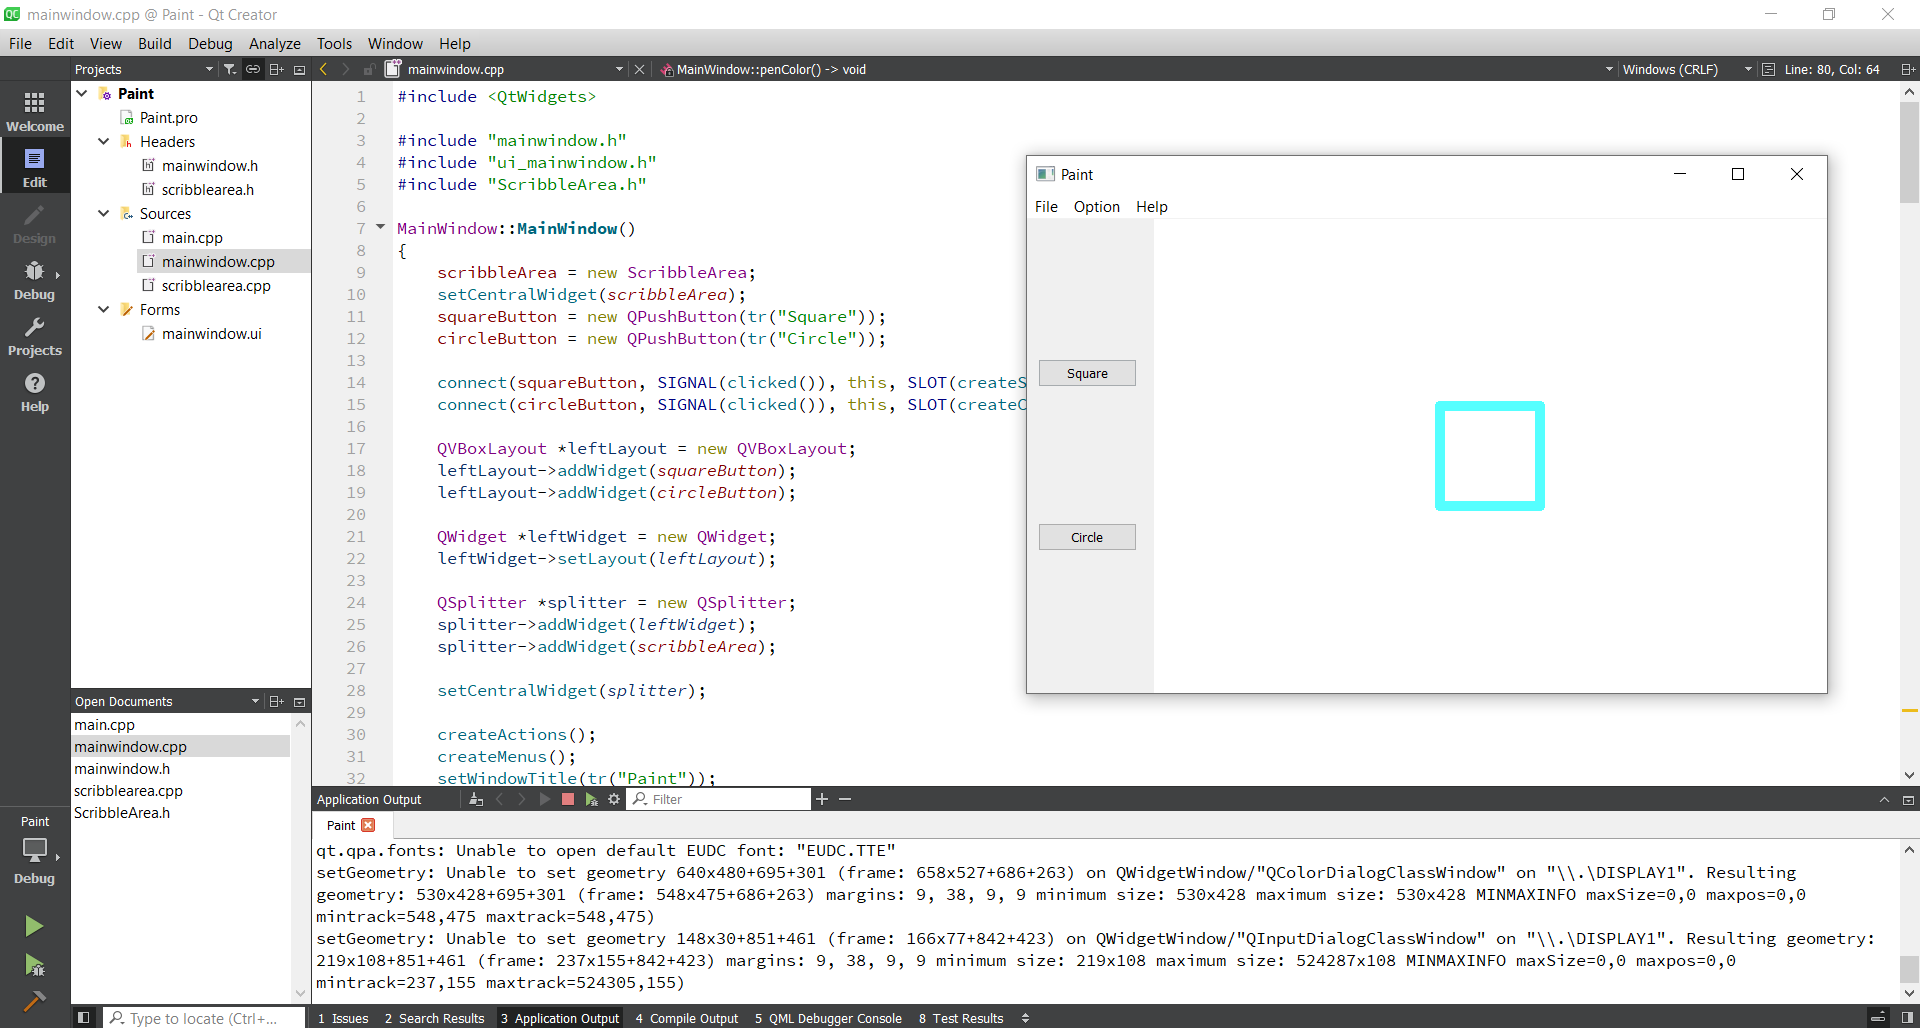 mainwindow.cpp @ Paint - Qt Creator
File Edit View Build Debug Analyze Tools Window Help
Projects
mainwindow.cpp
MainWindow::penColor() -> void
Windows (CRLF)
Line: 80, Col: 64
Welcome
Edit
Design
Debug
Projects
Help
Paint
Debug
Paint
Paint.pro
Headers
mainwindow.h
scribblearea.h
Sources
main.cpp
mainwindow.cpp
scribblearea.cpp
Forms
mainwindow.ui
Open Documents
main.cpp
mainwindow.cpp
mainwindow.h
scribblearea.cpp
ScribbleArea.h
1 #include <QtWidgets>
2
3 #include "mainwindow.h"
4 #include "ui_mainwindow.h"
5 #include "ScribbleArea.h"
6
7 MainWindow::MainWindow()
8 {
9 scribbleArea = new ScribbleArea;
10 setCentralWidget(scribbleArea);
11 squareButton = new QPushButton(tr("Square"));
12 circleButton = new QPushButton(tr("Circle"));
13
14 connect(squareButton, SIGNAL(clicked()), this, SLOT(createS
15 connect(circleButton, SIGNAL(clicked()), this, SLOT(createC
16
17 QVBoxLayout *leftLayout = new QVBoxLayout;
18 leftLayout->addWidget(squareButton);
19 leftLayout->addWidget(circleButton);
20
21 QWidget *leftWidget = new QWidget;
22 leftWidget->setLayout(leftLayout);
23
24 QSplitter *splitter = new QSplitter;
25 splitter->addWidget(leftWidget);
26 splitter->addWidget(scribbleArea);
27
28 setCentralWidget(splitter);
29
30 createActions();
31 createMenus();
32 setWindowTitle(tr("Paint"));
Paint
File Option Help
Square
Circle
Application Output
Filter
Paint
qt.qpa.fonts: Unable to open default EUDC font: "EUDC.TTE"
setGeometry: Unable to set geometry 640x480+695+301 (frame: 658x527+686+263) on QWidgetWindow/"QColorDialogClassWindow" on "\\.\DISPLAY1". Resulting
geometry: 530x428+695+301 (frame: 548x475+686+263) margins: 9, 38, 9, 9 minimum size: 530x428 maximum size: 530x428 MINMAXINFO maxSize=0,0 maxpos=0,0
mintrack=548,475 maxtrack=548,475)
setGeometry: Unable to set geometry 148x30+851+461 (frame: 166x77+842+423) on QWidgetWindow/"QInputDialogClassWindow" on "\\.\DISPLAY1". Resulting geometry:
219x108+851+461 (frame: 237x155+842+423) margins: 9, 38, 9, 9 minimum size: 219x108 maximum size: 524287x108 MINMAXINFO maxSize=0,0 maxpos=0,0
mintrack=237,155 maxtrack=524305,155)
Type to locate (Ctrl+...
1 Issues 2 Search Results 3 Application Output 4 Compile Output 5 QML Debugger Console 8 Test Results